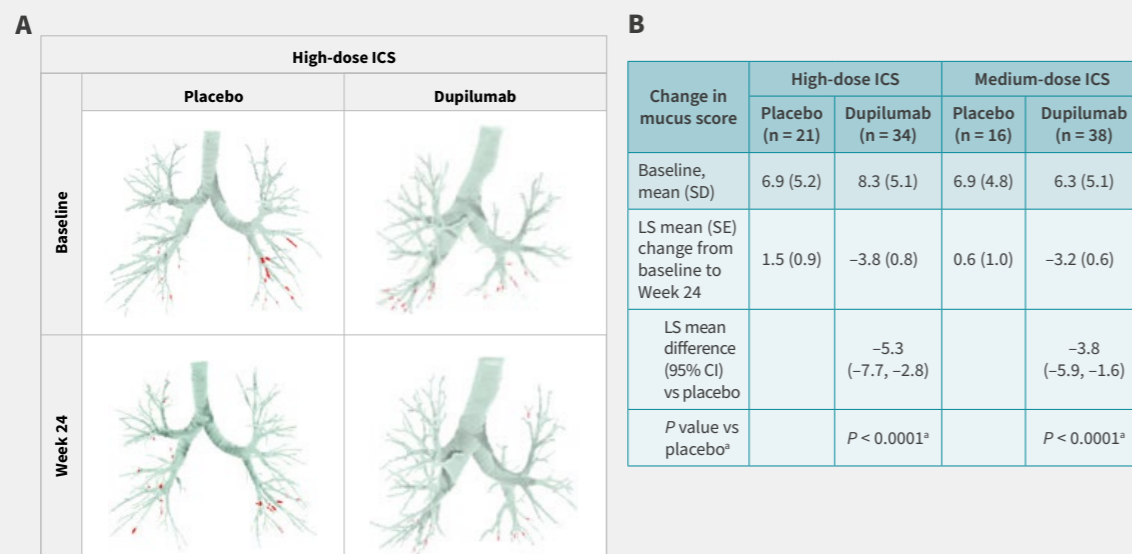 A
High-dose ICS
Placebo
Dupilumab
Baseline
Week 24
B
Change in
mucus score
High-dose ICS
Medium-dose ICS
Placebo
(n = 21)
Dupilumab
(n = 34)
Placebo
(n = 16)
Dupilumab
(n = 38)
Baseline,
mean (SD)
6.9 (5.2)
8.3 (5.1)
6.9 (4.8)
6.3 (5.1)
LS mean (SE)
change from
baseline to
Week 24
1.5 (0.9)
–3.8 (0.8)
0.6 (1.0)
–3.2 (0.6)
LS mean
difference
(95% CI)
vs placebo
–5.3
(–7.7, –2.8)
–3.8
(–5.9, –1.6)
P value vs
placeboᵃ
P < 0.0001ᵃ
P < 0.0001ᵃ